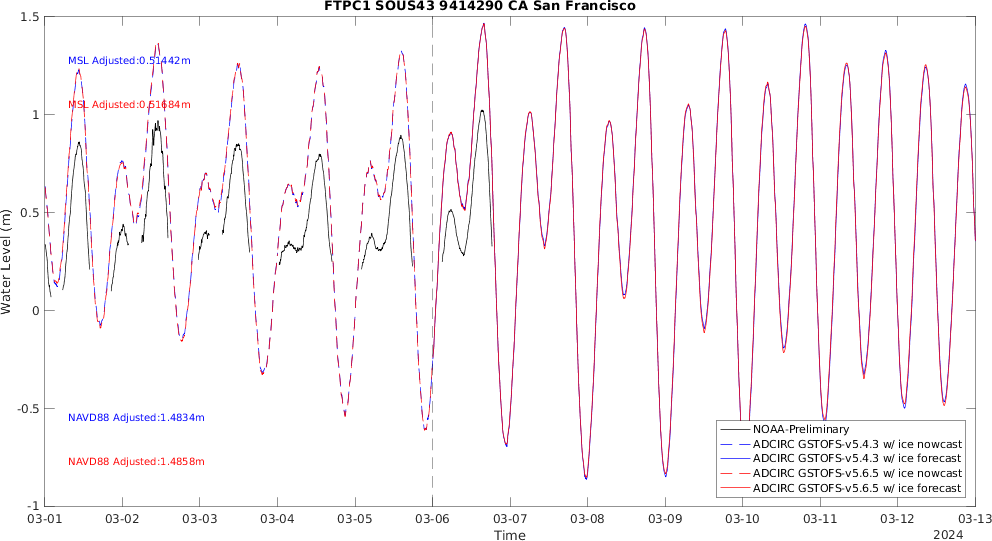 FTPC1 SOUS43 9414290 CA San Francisco
1.5
1
0.5
0
-0.5
-1
Water Level (m)
MSL Adjusted:0.51442m
MSL Adjusted:0.51684m
NAVD88 Adjusted:1.4834m
NAVD88 Adjusted:1.4858m
NOAA-Preliminary
ADCIRC GSTOFS-v5.4.3 w/ ice nowcast
ADCIRC GSTOFS-v5.4.3 w/ ice forecast
ADCIRC GSTOFS-v5.6.5 w/ ice nowcast
ADCIRC GSTOFS-v5.6.5 w/ ice forecast
03-01 03-02 03-03 03-04 03-05 03-06 03-07 03-08 03-09 03-10 03-11 03-12 03-13
Time
2024